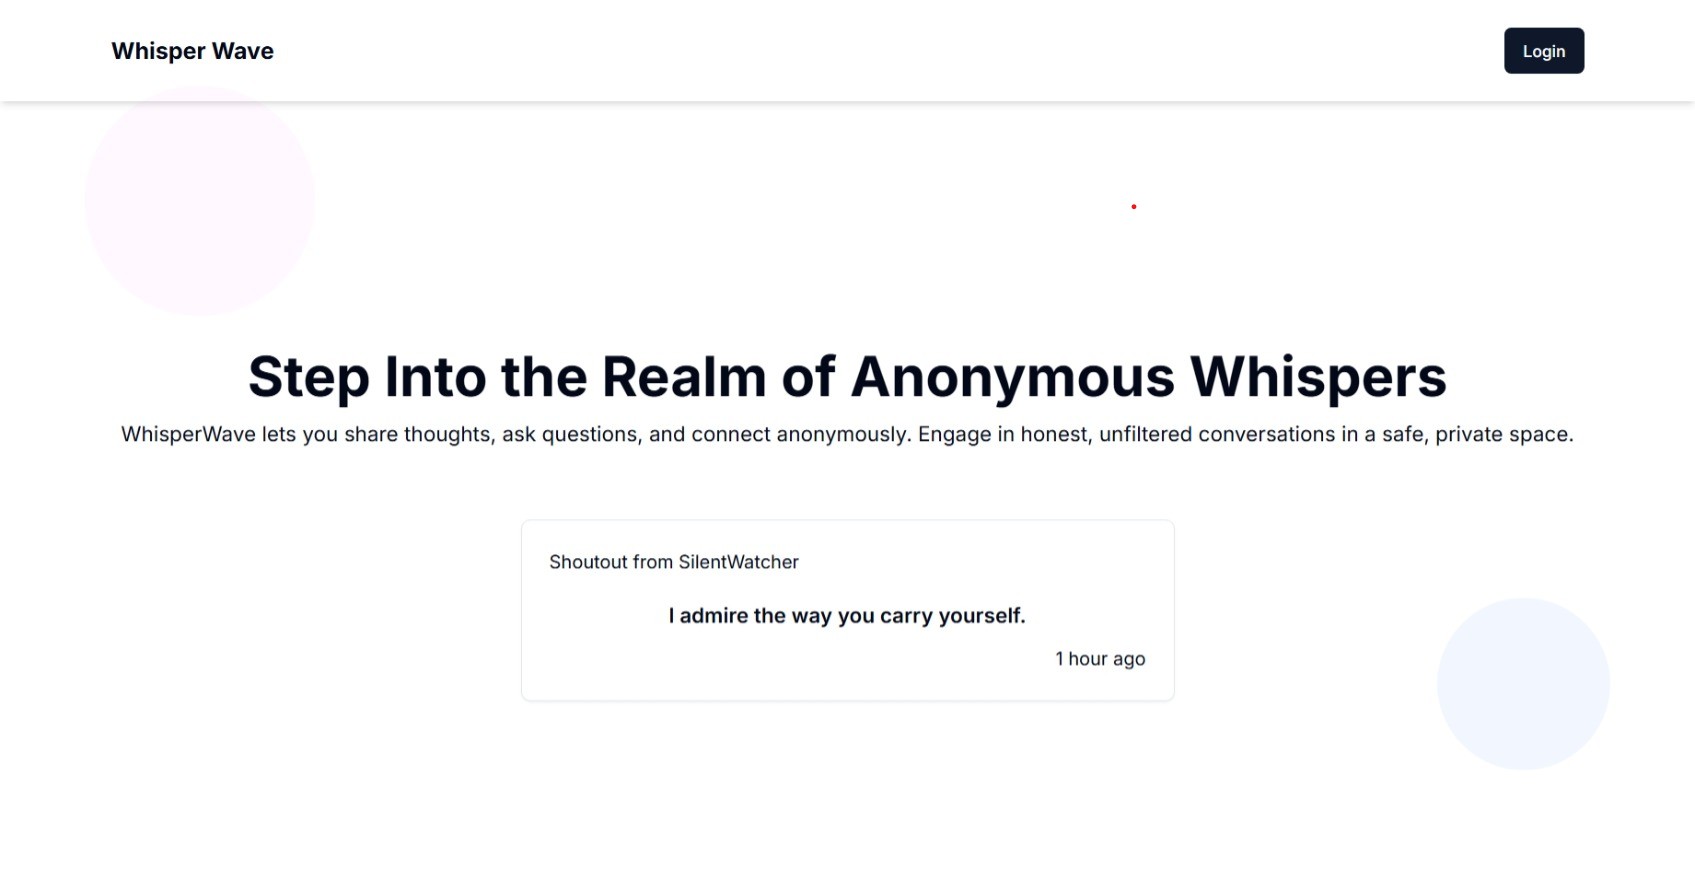 Whisper Wave
Login
Step Into the Realm of Anonymous Whispers
WhisperWave lets you share thoughts, ask questions, and connect anonymously. Engage in honest, unfiltered conversations in a safe, private space.
Shoutout from SilentWatcher
I admire the way you carry yourself.
1 hour ago